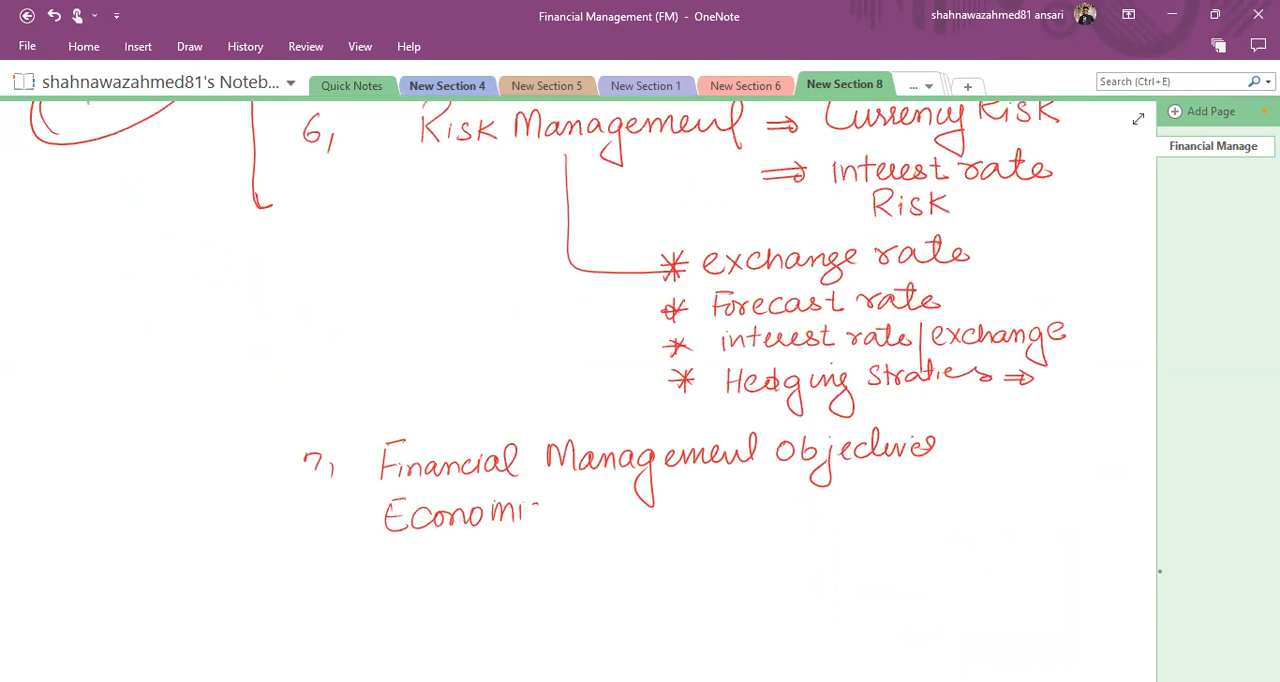 Financial Management (FM) - OneNote
shahnawazahmed81 ansari
File Home Insert Draw History Review View Help
shahnawazahmed81's Noteb...
Quick Notes New Section 4 New Section 5 New Section 1 New Section 6 New Section 8 ...
Search (Ctrl+E)
Add Page
Financial Manage
6, Risk Management ⇒ Currency Risk
⇒ interest rate
Risk
* exchange rate
* Forecast rate
* interest rate/exchange
* Hedging Straties ⇒
7, Financial Management Objectives
Economi